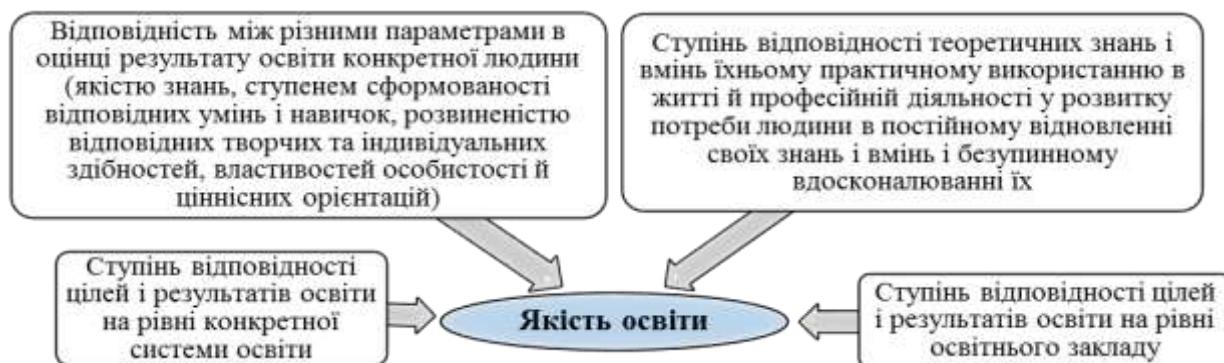 Відповідність між різними параметрами в
оцінці результату освіти конкретної людини
(якістю знань, ступенем сформованості
відповідних умінь і навичок, розвиненістю
відповідних творчих та індивідуальних
здібностей, властивостей особистості й
ціннісних орієнтацій)
Ступінь відповідності теоретичних знань і
вмінь їхньому практичному використанню в
житті й професійній діяльності у розвитку
потреби людини в постійному відновленні
своїх знань і вмінь і безупинному
вдосконалюванні їх
Ступінь відповідності
цілей і результатів освіти
на рівні конкретної
системи освіти
Якість освіти
Ступінь відповідності цілей
і результатів освіти на рівні
освітнього закладу